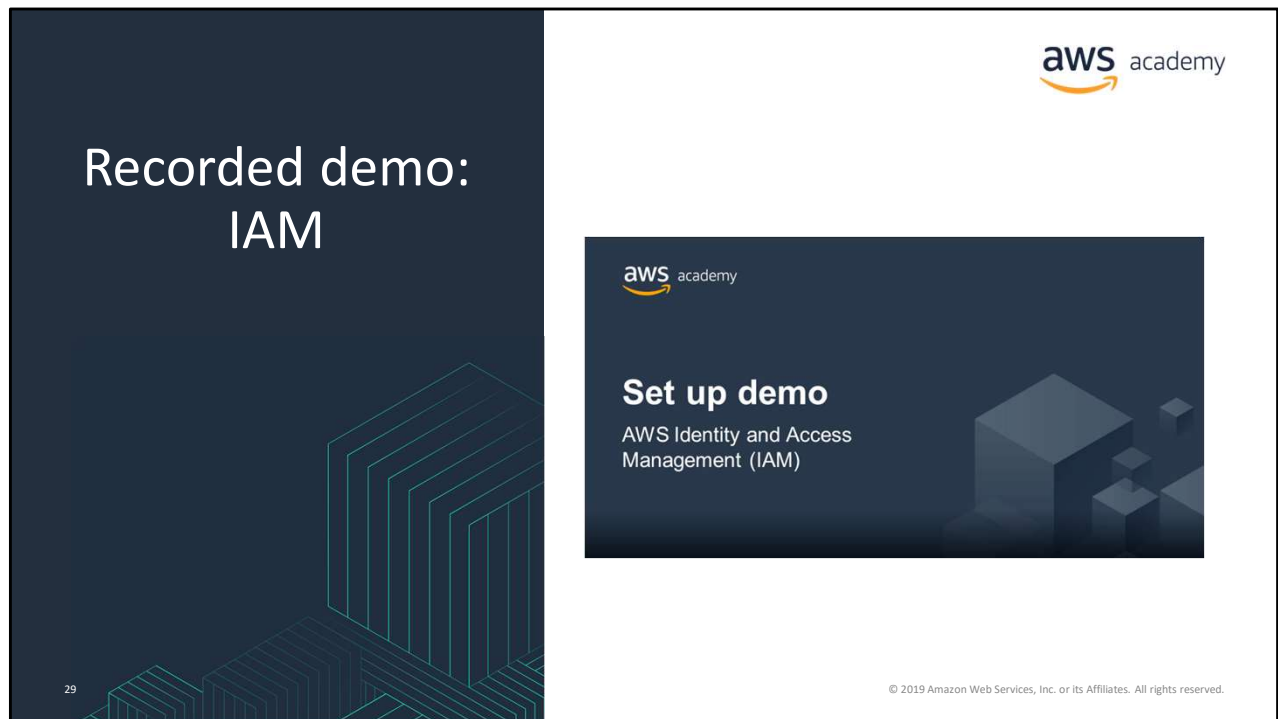 Recorded demo:
IAM
aws academy
aws academy
Set up demo
AWS Identity and Access
Management (IAM)
29
© 2019 Amazon Web Services, Inc. or its Affiliates. All rights reserved.